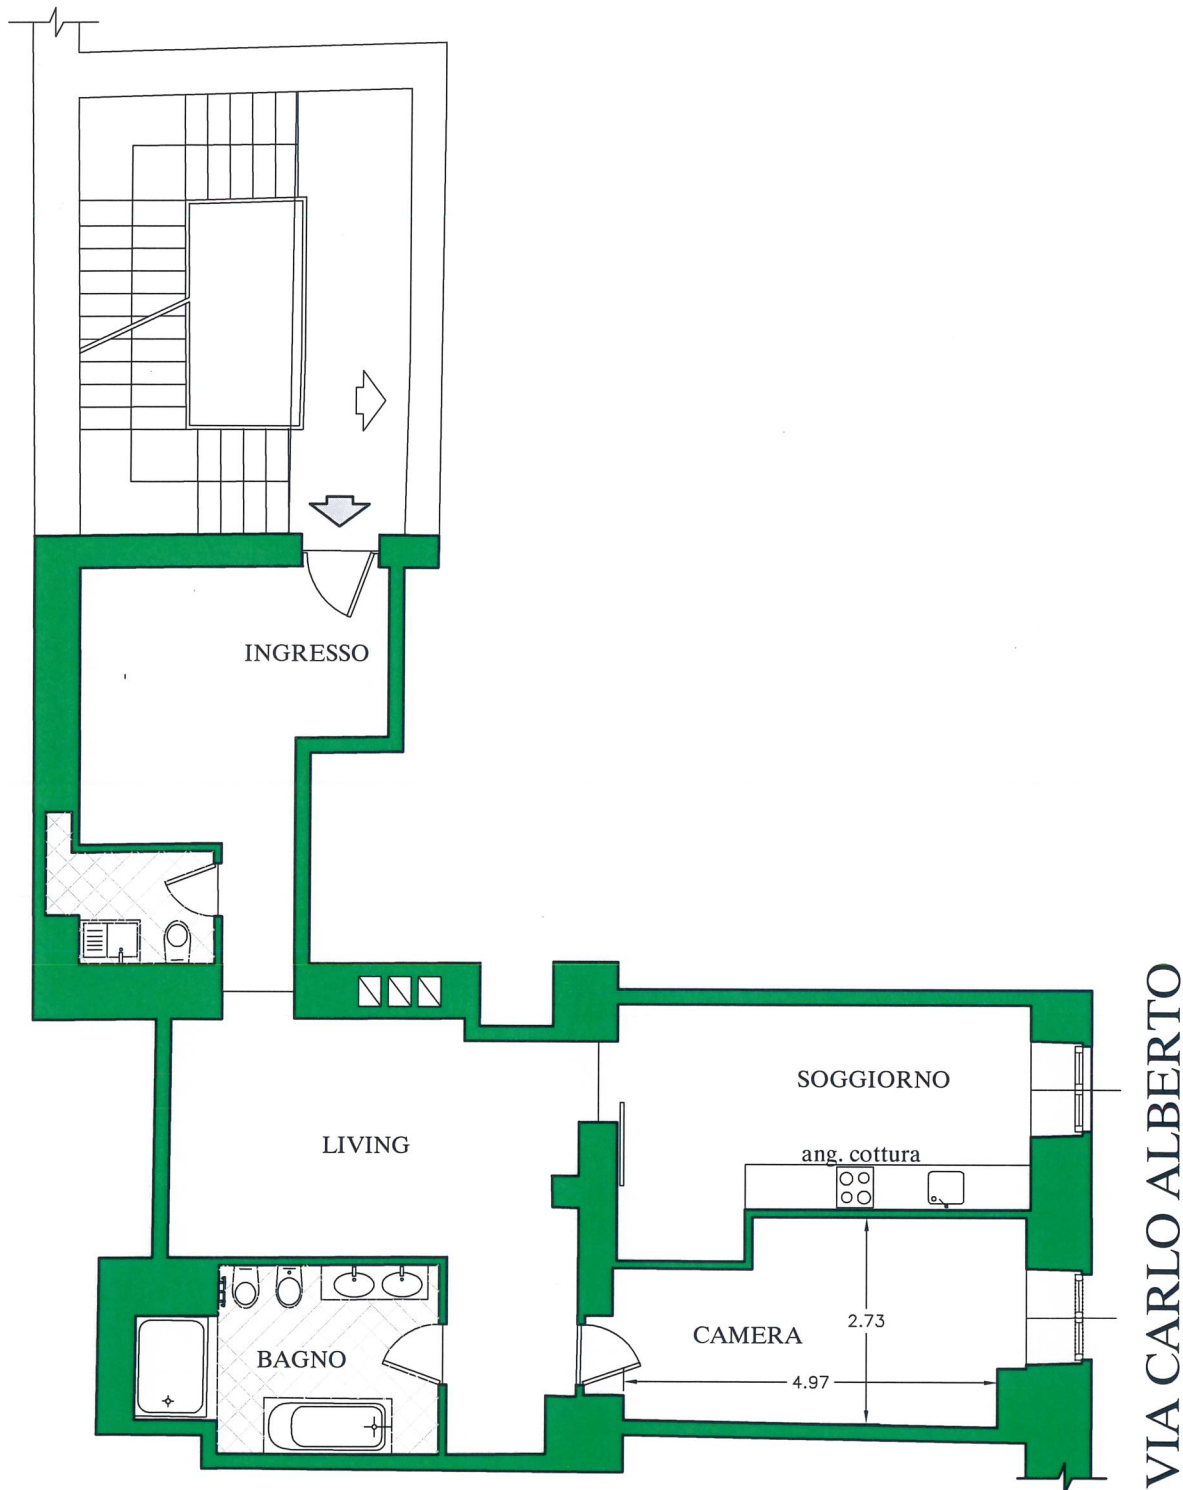 INGRESSO
SOGGIORNO
LIVING
ang. cottura
CAMERA
2.73
BAGNO
4.97
VIA CARLO ALBERTO